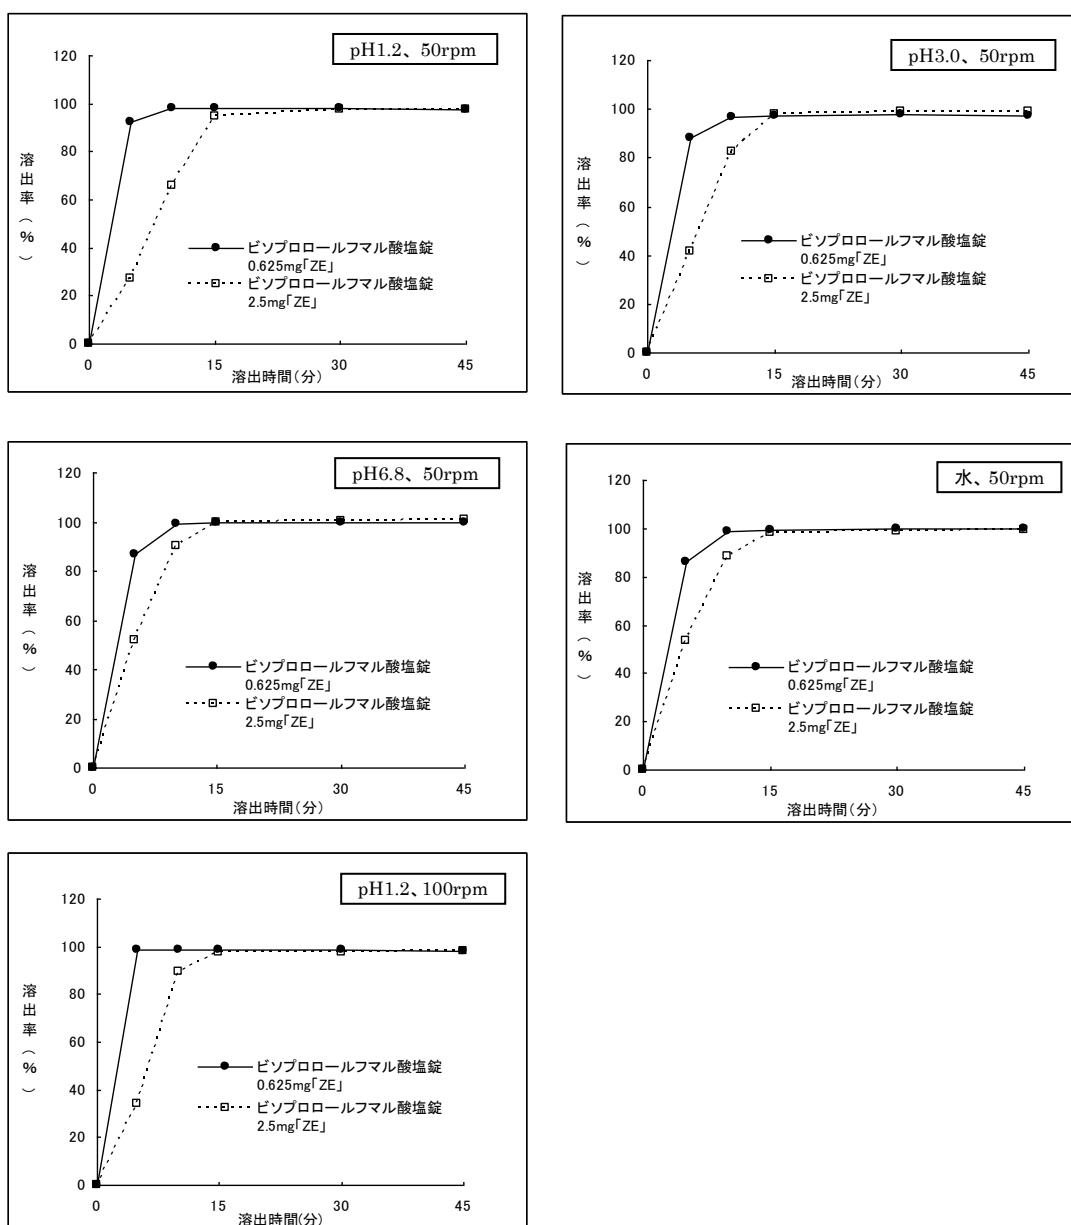 pH1.2、50rpm
120
100
80
60
40
20
0
溶出率(%)
ビソプロロールフマル酸塩錠
0.625mg「ZE」
ビソプロロールフマル酸塩錠
2.5mg「ZE」
0 15 30 45
溶出時間(分)
pH3.0、50rpm
120
100
80
60
40
20
0
溶出率(%)
ビソプロロールフマル酸塩錠
0.625mg「ZE」
ビソプロロールフマル酸塩錠
2.5mg「ZE」
0 15 30 45
溶出時間(分)
pH6.8、50rpm
120
100
80
60
40
20
0
溶出率(%)
ビソプロロールフマル酸塩錠
0.625mg「ZE」
ビソプロロールフマル酸塩錠
2.5mg「ZE」
0 15 30 45
溶出時間(分)
水、50rpm
120
100
80
60
40
20
0
溶出率(%)
ビソプロロールフマル酸塩錠
0.625mg「ZE」
ビソプロロールフマル酸塩錠
2.5mg「ZE」
0 15 30 45
溶出時間(分)
pH1.2、100rpm
120
100
80
60
40
20
0
溶出率(%)
ビソプロロールフマル酸塩錠
0.625mg「ZE」
ビソプロロールフマル酸塩錠
2.5mg「ZE」
0 15 30 45
溶出時間(分)